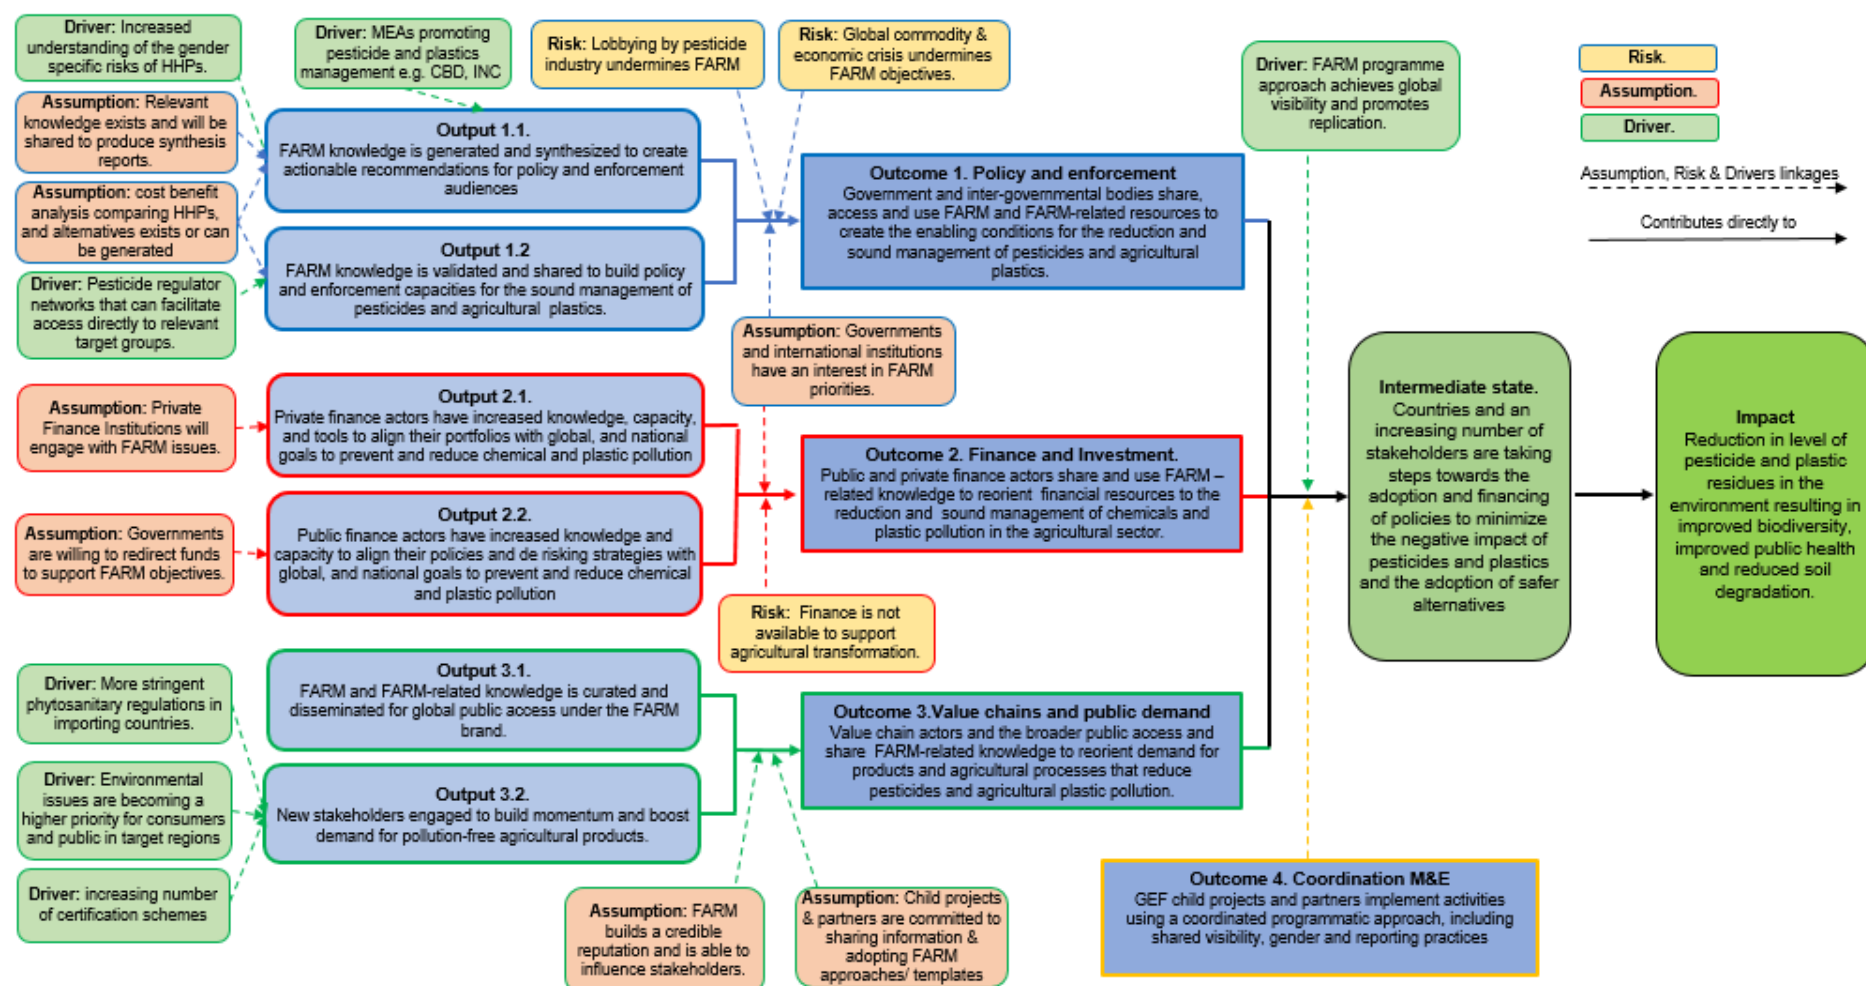 Driver: Increased
understanding of the gender
specific risks of HHPs.
Assumption: Relevant
knowledge exists and will be
shared to produce synthesis
reports.
Assumption: cost benefit
analysis comparing HHPs,
and alternatives exists or can
be generated
Driver: Pesticide regulator
networks that can facilitate
access directly to relevant
target groups.
Driver: MEAs promoting
pesticide and plastics
management e.g. CBD, INC
Risk: Lobbying by pesticide
industry undermines FARM
Risk: Global commodity &
economic crisis undermines
FARM objectives.
Output 1.1.
FARM knowledge is generated and synthesized to create
actionable recommendations for policy and enforcement
audiences
Output 1.2
FARM knowledge is validated and shared to build policy
and enforcement capacities for the sound management of
pesticides and agricultural plastics.
Outcome 1. Policy and enforcement
Government and inter-governmental bodies share,
access and use FARM and FARM-related resources to
create the enabling conditions for the reduction and
sound management of pesticides and agricultural
plastics.
Assumption: Governments
and international institutions
have an interest in FARM
priorities.
Assumption: Private
Finance Institutions will
engage with FARM issues.
Assumption: Governments
are willing to redirect funds
to support FARM objectives.
Output 2.1.
Private finance actors have increased knowledge, capacity,
and tools to align their portfolios with global, and national
goals to prevent and reduce chemical and plastic pollution
Output 2.2.
Public finance actors have increased knowledge and
capacity to align their policies and de risking strategies with
global, and national goals to prevent and reduce chemical
and plastic pollution
Outcome 2. Finance and Investment.
Public and private finance actors share and use FARM –
related knowledge to reorient financial resources to the
reduction and sound management of chemicals and
plastic pollution in the agricultural sector.
Risk: Finance is not
available to support
agricultural transformation.
Driver: More stringent
phytosanitary regulations in
importing countries.
Driver: Environmental
issues are becoming a
higher priority for consumers
and public in target regions
Driver: increasing number
of certification schemes
Output 3.1.
FARM and FARM-related knowledge is curated and
disseminated for global public access under the FARM
brand.
Output 3.2.
New stakeholders engaged to build momentum and boost
demand for pollution-free agricultural products.
Outcome 3.Value chains and public demand
Value chain actors and the broader public access and
share FARM-related knowledge to reorient demand for
products and agricultural processes that reduce
pesticides and agricultural plastic pollution.
Assumption: FARM
builds a credible
reputation and is able to
influence stakeholders.
Assumption: Child projects
& partners are committed to
sharing information &
adopting FARM
approaches/ templates
Outcome 4. Coordination M&E
GEF child projects and partners implement activities
using a coordinated programmatic approach, including
shared visibility, gender and reporting practices
Driver: FARM programme
approach achieves global
visibility and promotes
replication.
Intermediate state.
Countries and an
increasing number of
stakeholders are taking
steps towards the
adoption and financing
of policies to minimize
the negative impact of
pesticides and plastics
and the adoption of safer
alternatives
Impact
Reduction in level of
pesticide and plastic
residues in the
environment resulting in
improved biodiversity,
improved public health
and reduced soil
degradation.
Risk.
Assumption.
Driver.
Assumption, Risk & Drivers linkages
Contributes directly to